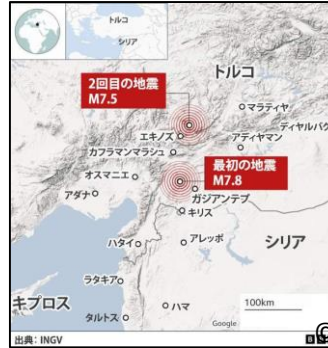 トルコ
シリア
2回目の地震
M7.5
トルコ
マラティヤ
エキノズ
ディヤルバク
アディヤマン
カフラマンマラシュ
最初の地震
M7.8
オスマニエ
ガジアンテプ
アダナ
キリス
ハタイ
アレッポ
シリア
ラタキア
キプロス
ハマ
100km
タルトス
Google
出典：INGV